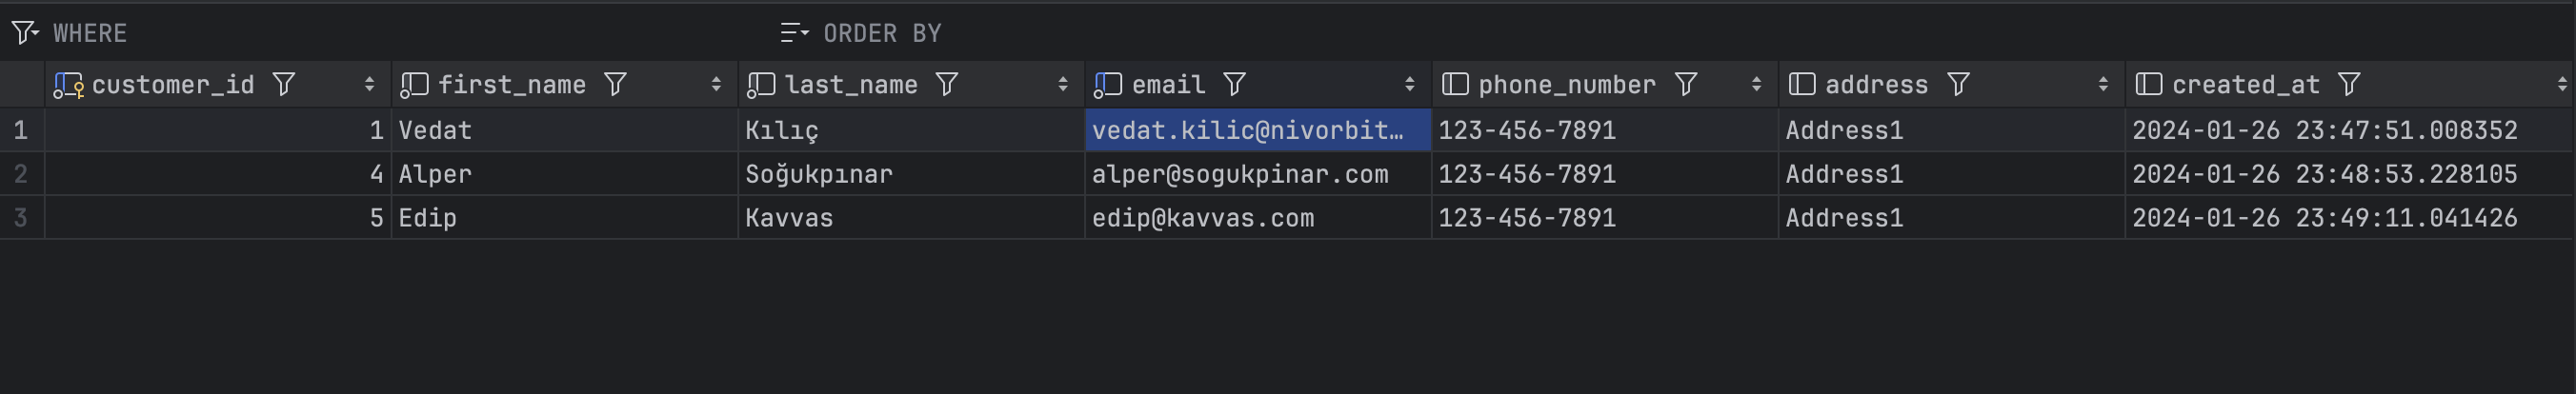 WHERE ORDER BY
customer_id first_name last_name email phone_number address created_at
1 1 Vedat Kılıç vedat.kilic@nivorbit… 123-456-7891 Address1 2024-01-26 23:47:51.008352
2 4 Alper Soğukpınar alper@sogukpinar.com 123-456-7891 Address1 2024-01-26 23:48:53.228105
3 5 Edip Kavvas edip@kavvas.com 123-456-7891 Address1 2024-01-26 23:49:11.041426